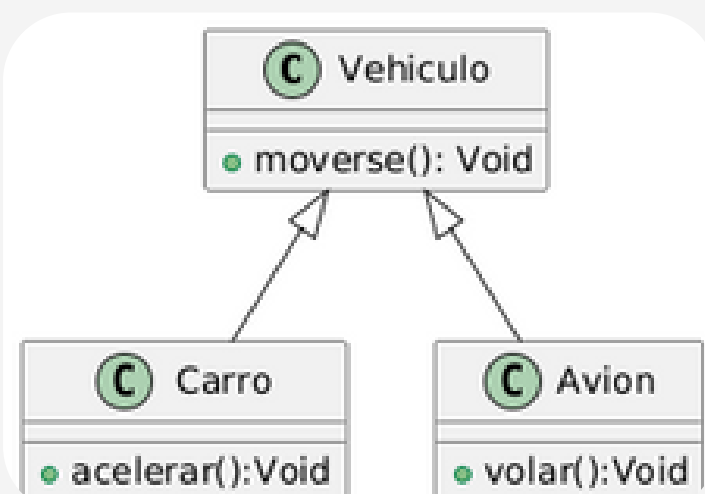 C Vehiculo
moverse(): Void
C Carro
acelerar():Void
C Avion
volar():Void